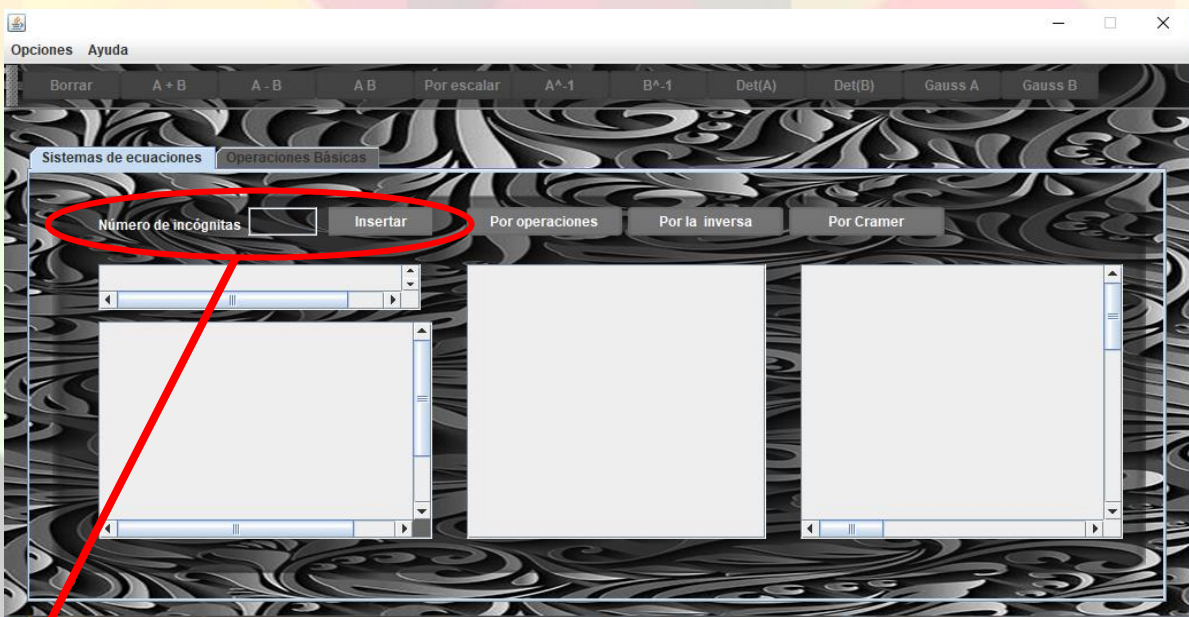 Opciones Ayuda
Borrar A + B A - B A B Por escalar A^-1 B^-1 Det(A) Det(B) Gauss A Gauss B
Sistemas de ecuaciones Operaciones Básicas
Número de incógnitas Insertar Por operaciones Por la inversa Por Cramer